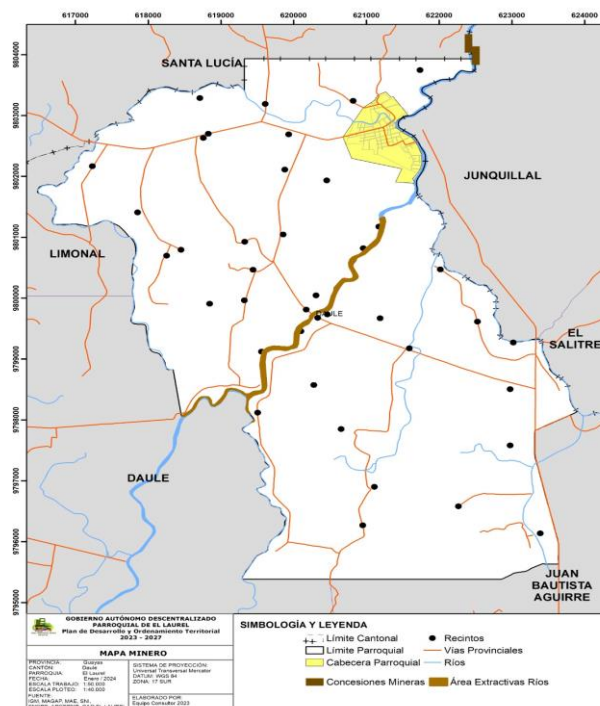 617000 618000 619000 620000 621000 622000 623000 624000
9804000
9803000
9802000
9801000
9800000
9799000
9798000
9797000
9796000
9795000
SANTA LUCÍA
JUNQUILLAL
LIMONAL
DAULE
EL
SALITRE
DAULE
JUAN
BAUTISTA
AGUIRRE
GOBIERNO AUTÓNOMO DESCENTRALIZADO
PARROQUIAL DE EL LAUREL
Plan de Desarrollo y Ordenamiento Territorial
2023 - 2027
MAPA MINERO
PROVINCIA: Guayas
CANTÓN: Daule
PARROQUIA: El Laurel
FECHA: Enero / 2024
ESCALA TRABAJO: 1:50.000
ESCALA PLOTEO: 1:40.000
FUENTE:
IGM, MAGAP, MAE, SNI,
SISTEMA DE PROYECCIÓN:
Universal Transversal Mercator
DATUM: WGS 84
ZONA: 17 SUR
ELABORADO POR:
Equipo Consultor 2023
SIMBOLOGÍA Y LEYENDA
Límite Cantonal
Recintos
Límite Parroquial
Vías Provinciales
Cabecera Parroquial
Ríos
Concesiones Mineras
Área Extractivas Ríos